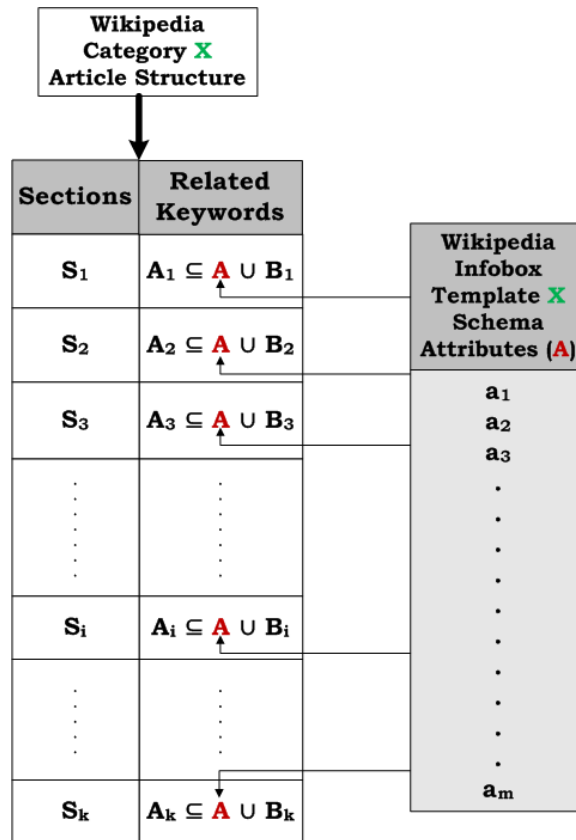 Wikipedia
Category X
Article Structure
Sections Related
Keywords
S₁ A₁ ⊆ A ∪ B₁
S₂ A₂ ⊆ A ∪ B₂
S₃ A₃ ⊆ A ∪ B₃
Sᵢ Aᵢ ⊆ A ∪ Bᵢ
Sₖ Aₖ ⊆ A ∪ Bₖ
Wikipedia
Infobox
Template X
Schema
Attributes (A)
a₁
a₂
a₃
.
.
.
.
.
.
.
.
.
.
aₘ